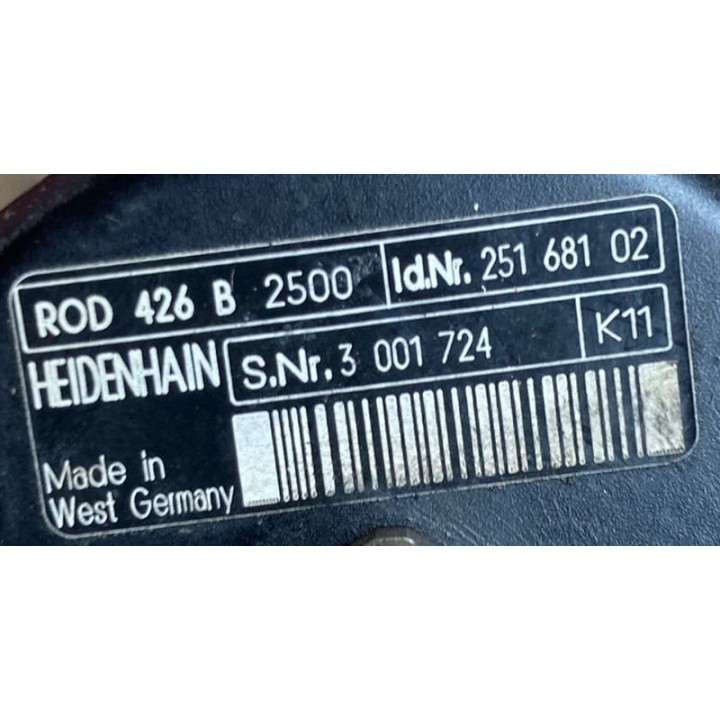 ROD 426 B 2500 Id.Nr. 251 681 02
HEIDENHAIN S.Nr. 3 001 724 K11
Made in
West Germany